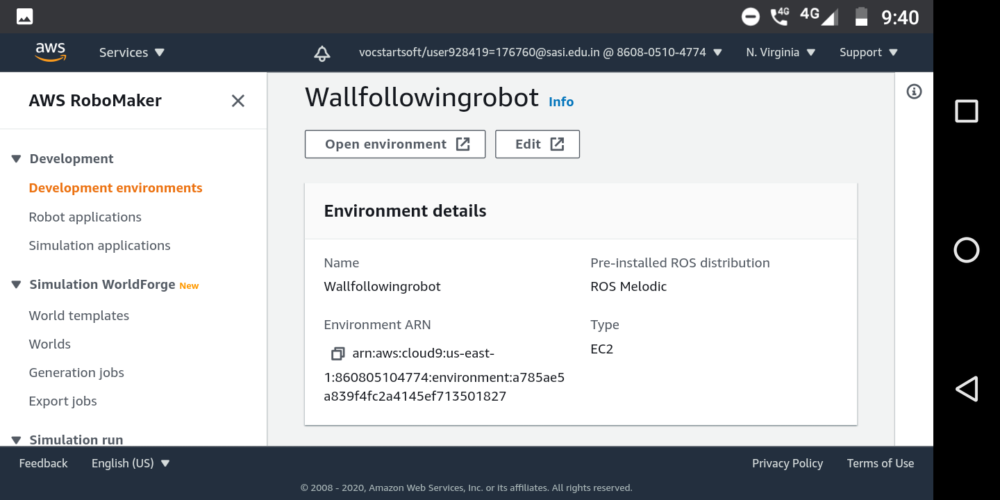 4G 4G 9:40
aws Services vocstartsoft/user928419=176760@sasi.edu.in @ 8608-0510-4774 N. Virginia Support
AWS RoboMaker
Development
Development environments
Robot applications
Simulation applications
Simulation WorldForge New
World templates
Worlds
Generation jobs
Export jobs
Simulation run
Wallfollowingrobot Info
Open environment Edit
Environment details
Name
Wallfollowingrobot
Pre-installed ROS distribution
ROS Melodic
Environment ARN
arn:aws:cloud9:us-east-
1:860805104774:environment:a785ae5
a839f4fc2a4145ef713501827
Type
EC2
Feedback English (US) Privacy Policy Terms of Use
© 2008 - 2020, Amazon Web Services, Inc. or its affiliates. All rights reserved.